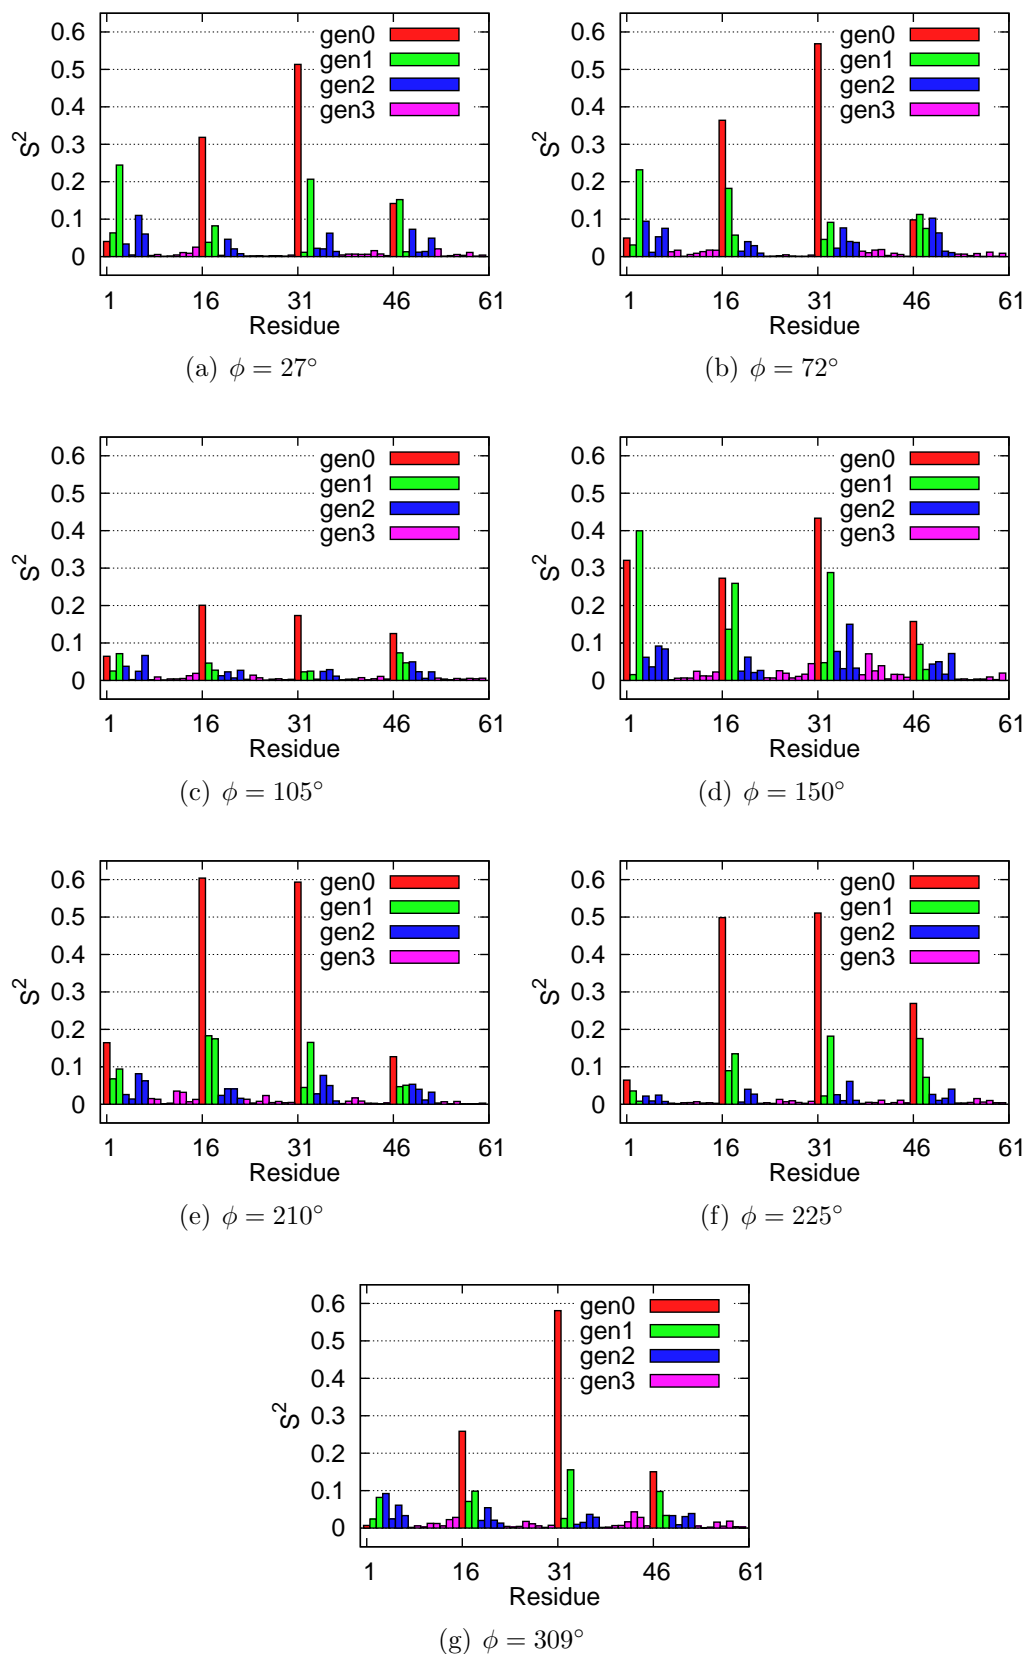 0.6
0.5
0.4
0.3
0.2
0.1
0
S²
gen0
gen1
gen2
gen3
1 16 31 46 61
Residue
(a) ϕ = 27°
0.6
0.5
0.4
0.3
0.2
0.1
0
S²
gen0
gen1
gen2
gen3
1 16 31 46 61
Residue
(b) ϕ = 72°
0.6
0.5
0.4
0.3
0.2
0.1
0
S²
gen0
gen1
gen2
gen3
1 16 31 46 61
Residue
(c) ϕ = 105°
0.6
0.5
0.4
0.3
0.2
0.1
0
S²
gen0
gen1
gen2
gen3
1 16 31 46 61
Residue
(d) ϕ = 150°
0.6
0.5
0.4
0.3
0.2
0.1
0
S²
gen0
gen1
gen2
gen3
1 16 31 46 61
Residue
(e) ϕ = 210°
0.6
0.5
0.4
0.3
0.2
0.1
0
S²
gen0
gen1
gen2
gen3
1 16 31 46 61
Residue
(f) ϕ = 225°
0.6
0.5
0.4
0.3
0.2
0.1
0
S²
gen0
gen1
gen2
gen3
1 16 31 46 61
Residue
(g) ϕ = 309°